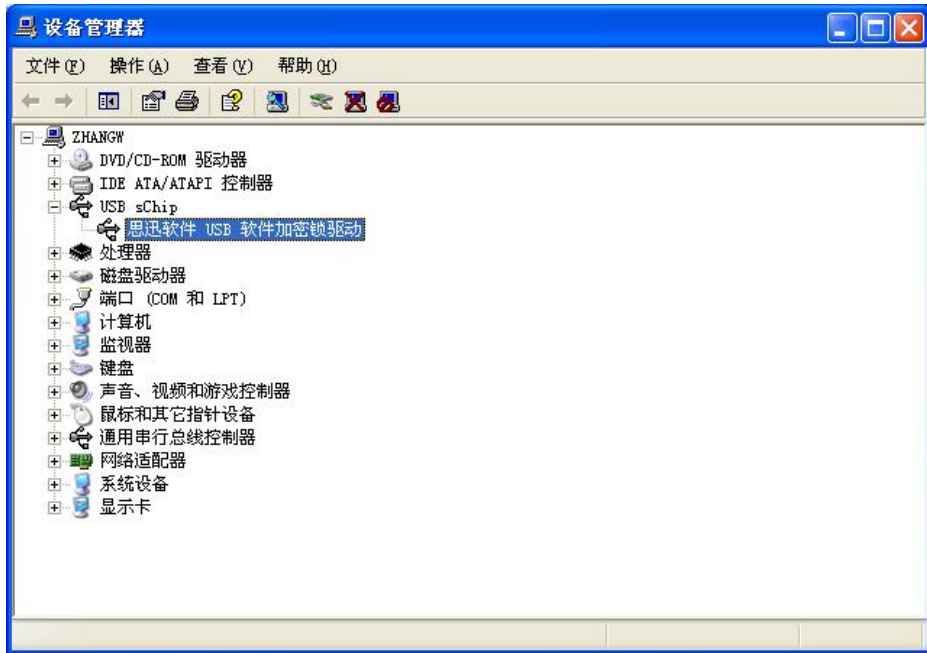 设备管理器
文件(F) 操作(A) 查看(V) 帮助(H)
ZHANGW
DVD/CD-ROM 驱动器
IDE ATA/ATAPI 控制器
USB sChip
思迅软件 USB 软件加密锁驱动
处理器
磁盘驱动器
端口 (COM 和 LPT)
计算机
监视器
键盘
声音、视频和游戏控制器
鼠标和其它指针设备
通用串行总线控制器
网络适配器
系统设备
显示卡